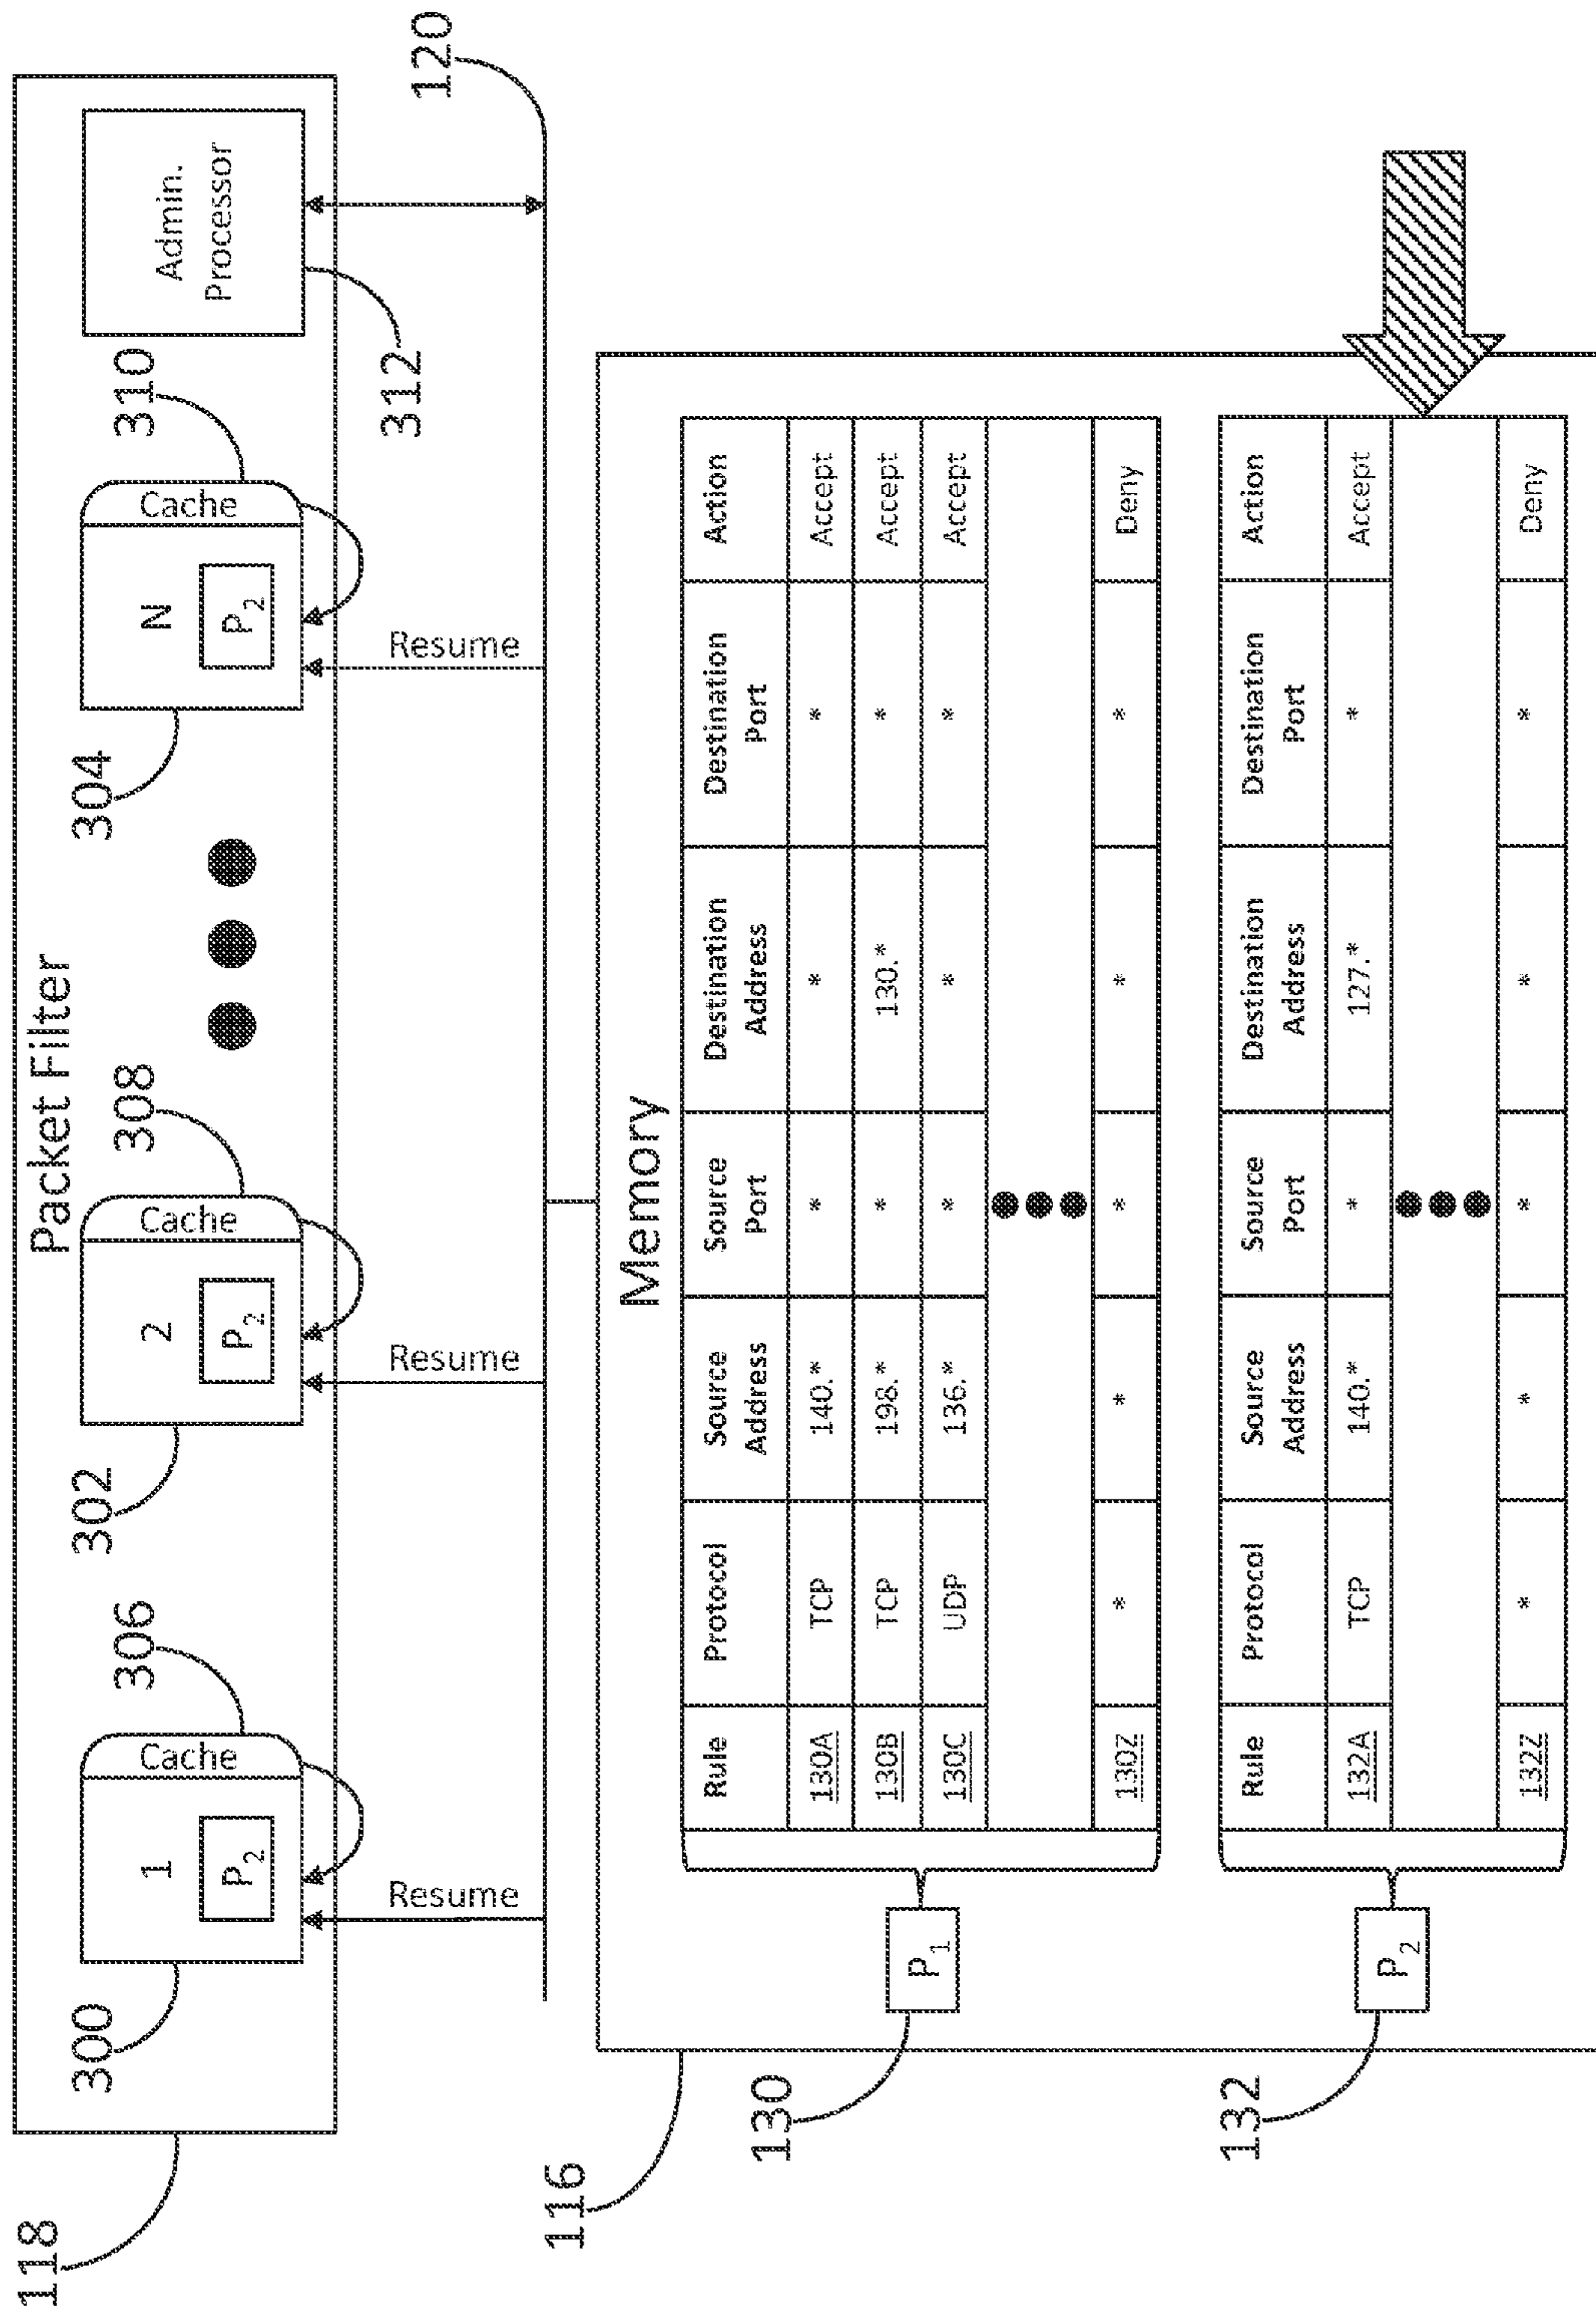 118
Packet Filter
300
1
P2
Cache
306
302
2
P2
Cache
308
304
N
P2
Cache
310
Admin.
Processor
312
Resume
Resume
Resume
120
116
Memory
130
P1
Rule Protocol Source Address Source Port Destination Address Destination Port Action
130A TCP 140.* * * * Accept
130B TCP 198.* * 130.* * Accept
130C UDP 136.* * * * Accept
130Z * * * * * Deny
132
P2
Rule Protocol Source Address Source Port Destination Address Destination Port Action
132A TCP 140.* * 127.* * Accept
132Z * * * * * Deny